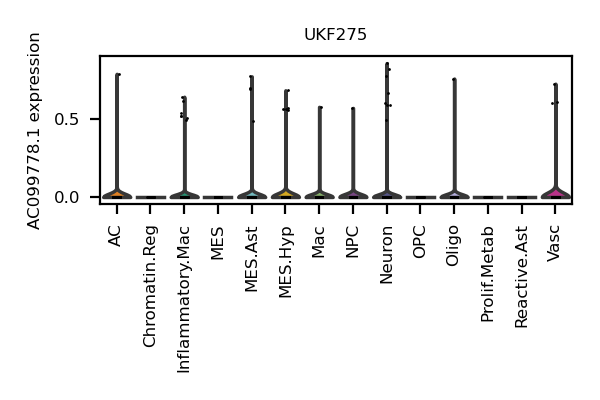 UKF275
AC099778.1 expression
0.5
0.0
AC
Chromatin.Reg
Inflammatory.Mac
MES
MES.Ast
MES.Hyp
Mac
NPC
Neuron
OPC
Oligo
Prolif.Metab
Reactive.Ast
Vasc